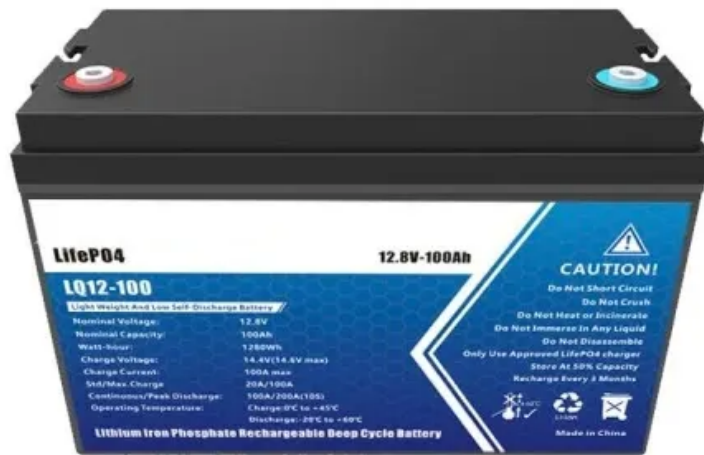 LifePO4
12.8V-100Ah
LQ12-100
Light Weight And Low Self-Discharge Battery
Nominal Voltage: 12.8V
Nominal Capacity: 100Ah
Watt-hour: 1280Wh
Charge Voltage: 14.4V(14.6V max)
Charge Current: 100A max
Std/Max.Charge 20A/100A
Continuous/Peak Discharge: 100A/200A(10S)
Operating Temperature: Charge:0℃ to +45℃
Discharge:-20℃ to +60℃
Lithium Iron Phosphate Rechargeable Deep Cycle Battery
CAUTION!
Do Not Short Circuit
Do Not Crush
Do Not Heat or Incinerate
Do Not Immerse In Any Liquid
Do Not Disassemble
Only Use Approved LifePO4 charger
Store At 50% Capacity
Recharge Every 3 Months
Made in China